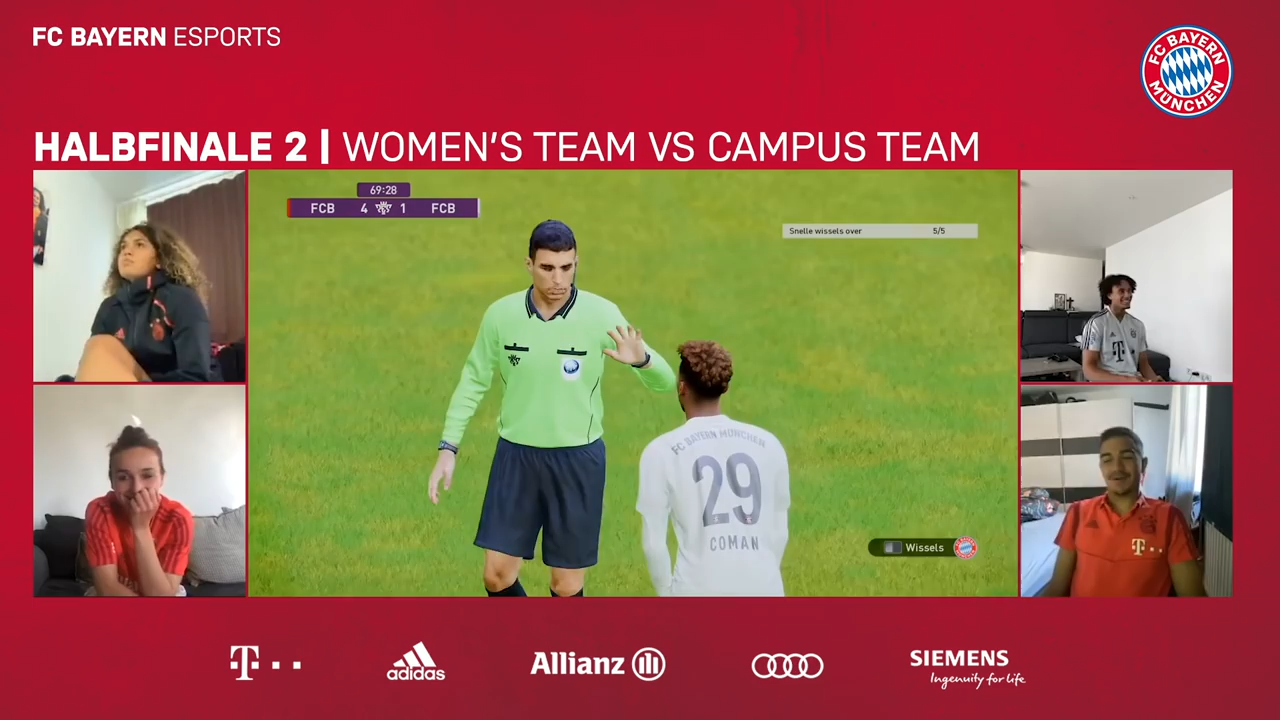 FC BAYERN ESPORTS
FC BAYERN
MÜNCHEN
HALBFINALE 2 | WOMEN'S TEAM VS CAMPUS TEAM
69:28
FCB 4 1 FCB
Snelle wissels over 5/5
FC BAYERN MÜNCHEN
29
COMAN
Wissels
T
T
T
adidas
Allianz
SIEMENS
Ingenuity for life